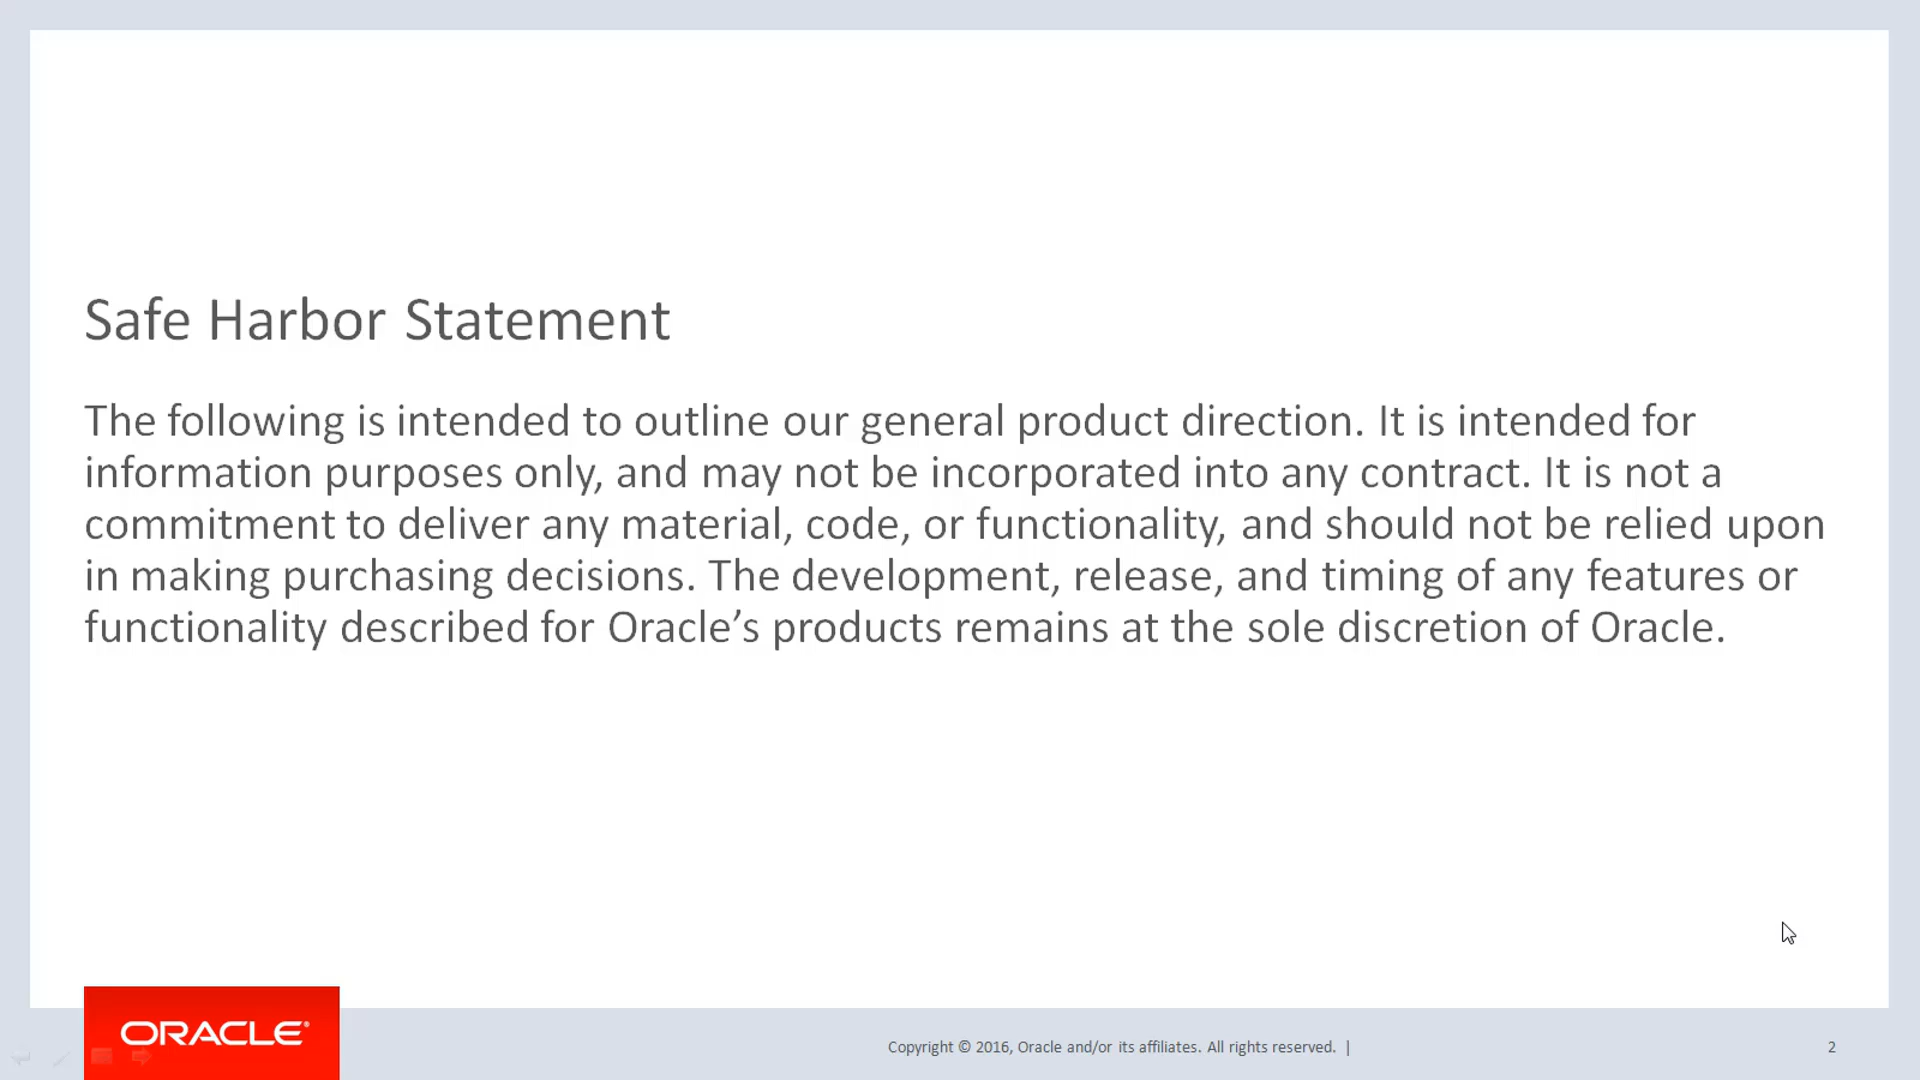 Safe Harbor Statement
The following is intended to outline our general product direction. It is intended for
information purposes only, and may not be incorporated into any contract. It is not a
commitment to deliver any material, code, or functionality, and should not be relied upon
in making purchasing decisions. The development, release, and timing of any features or
functionality described for Oracle’s products remains at the sole discretion of Oracle.
ORACLE®
Copyright © 2016, Oracle and/or its affiliates. All rights reserved. |
2